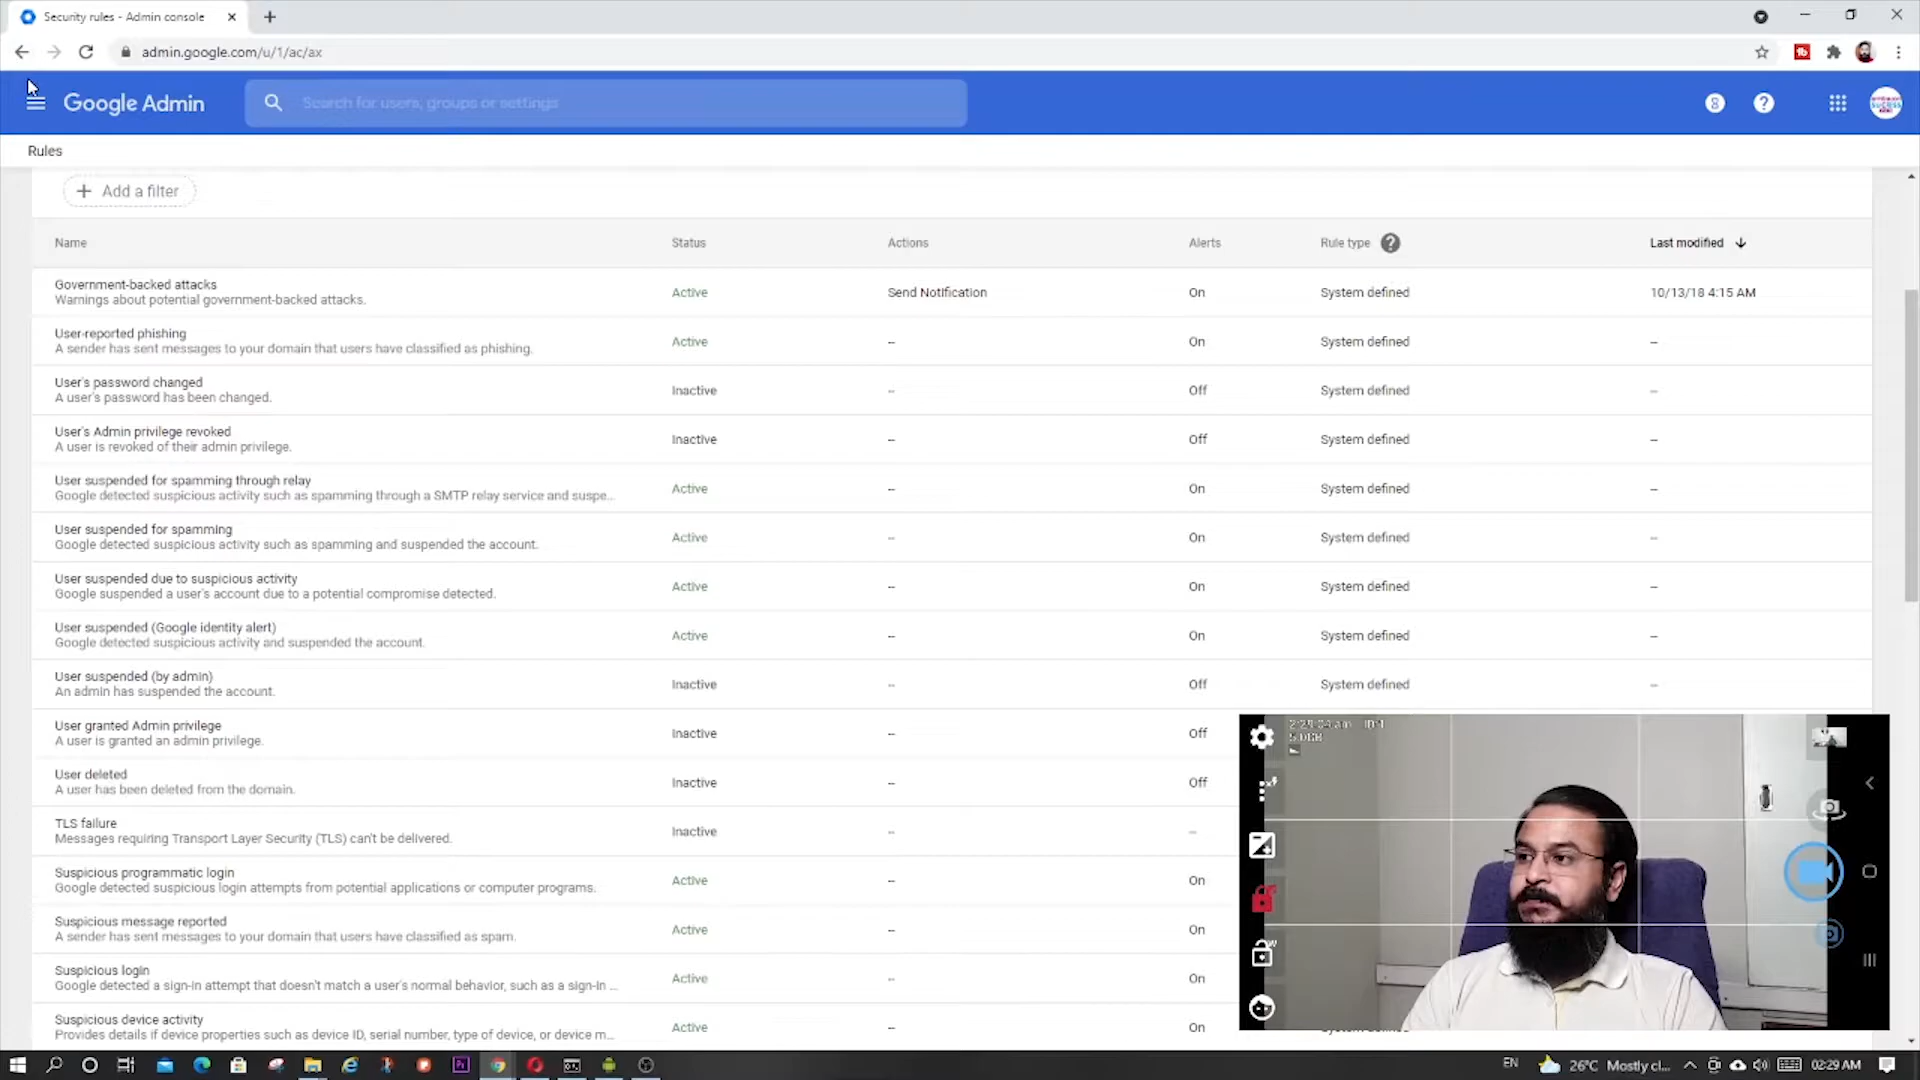 Security rules - Admin console
admin.google.com/u/1/ac/ax
Google Admin
Search for users, groups or settings
Rules
Add a filter
Name Status Actions Alerts Rule type Last modified
Government-backed attacks
Warnings about potential government-backed attacks.
Active Send Notification On System defined 10/13/18 4:15 AM
User-reported phishing
A sender has sent messages to your domain that users have classified as phishing.
Active -- On System defined --
User's password changed
A user's password has been changed.
Inactive -- Off System defined --
User's Admin privilege revoked
A user is revoked of their admin privilege.
Inactive -- Off System defined --
User suspended for spamming through relay
Google detected suspicious activity such as spamming through a SMTP relay service and suspe...
Active -- On System defined --
User suspended for spamming
Google detected suspicious activity such as spamming and suspended the account.
Active -- On System defined --
User suspended due to suspicious activity
Google suspended a user's account due to a potential compromise detected.
Active -- On System defined --
User suspended (Google identity alert)
Google detected suspicious activity and suspended the account.
Active -- On System defined --
User suspended (by admin)
An admin has suspended the account.
Inactive -- Off System defined --
User granted Admin privilege
A user is granted an admin privilege.
Inactive -- Off
User deleted
A user has been deleted from the domain.
Inactive -- Off
TLS failure
Messages requiring Transport Layer Security (TLS) can't be delivered.
Inactive -- --
Suspicious programmatic login
Google detected suspicious login attempts from potential applications or computer programs.
Active -- On
Suspicious message reported
A sender has sent messages to your domain that users have classified as spam.
Active -- On
Suspicious login
Google detected a sign-in attempt that doesn't match a user's normal behavior, such as a sign-in ...
Active -- On
Suspicious device activity
Provides details if device properties such as device ID, serial number, type of device, or device m...
Active -- On System defined
EN 26°C Mostly cl... 02:29 AM